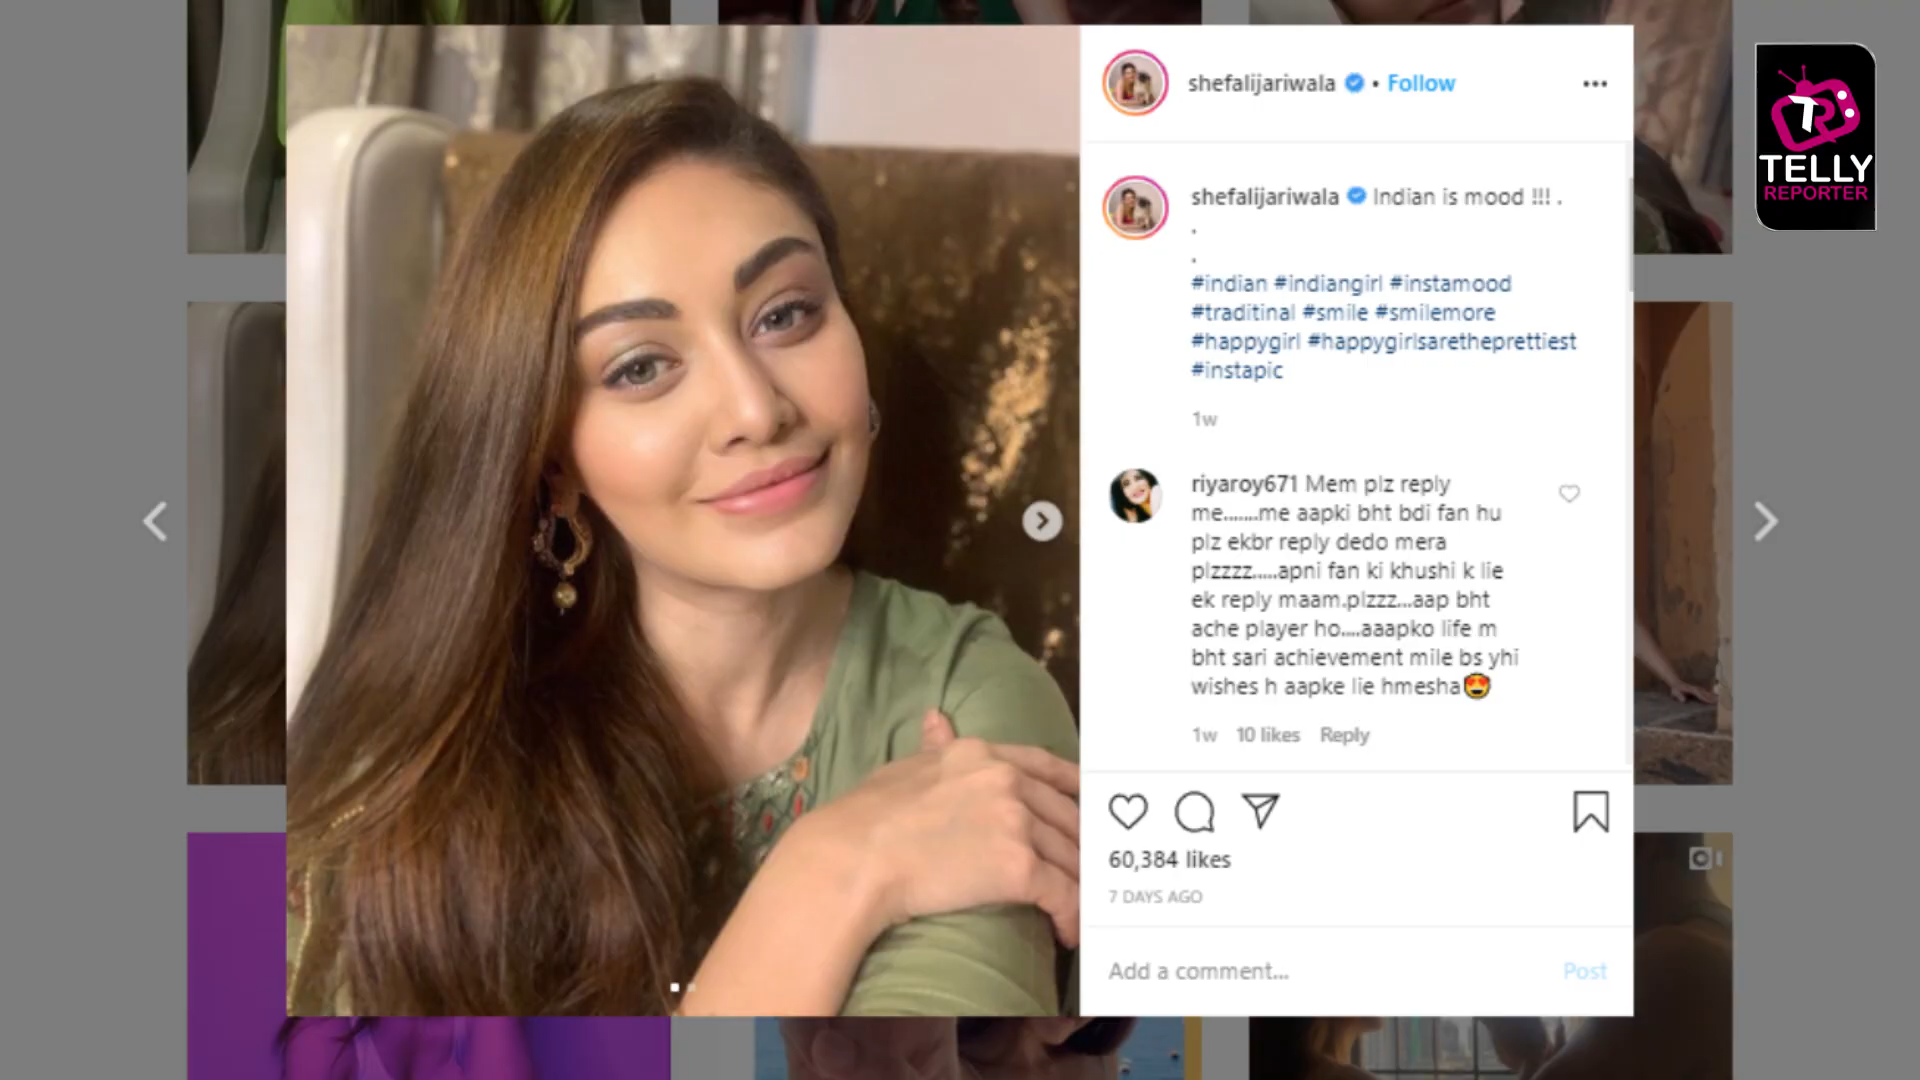 shefalijariwala • Follow
shefalijariwala Indian is mood !!! .
.
.
#indian #indiangirl #instamood
#traditinal #smile #smilemore
#happygirl #happygirlsaretheprettiest
#instapic
1w
riyaroy671 Mem plz reply
me.......me aapki bht bdi fan hu
plz ekbr reply dedo mera
plzzzz.....apni fan ki khushi k lie
ek reply maam.plzzz...aap bht
ache player ho....aaapko life m
bht sari achievement mile bs yhi
wishes h aapke lie hmesha😍
1w 10 likes Reply
60,384 likes
7 DAYS AGO
Add a comment... Post
TR
TELLY
REPORTER